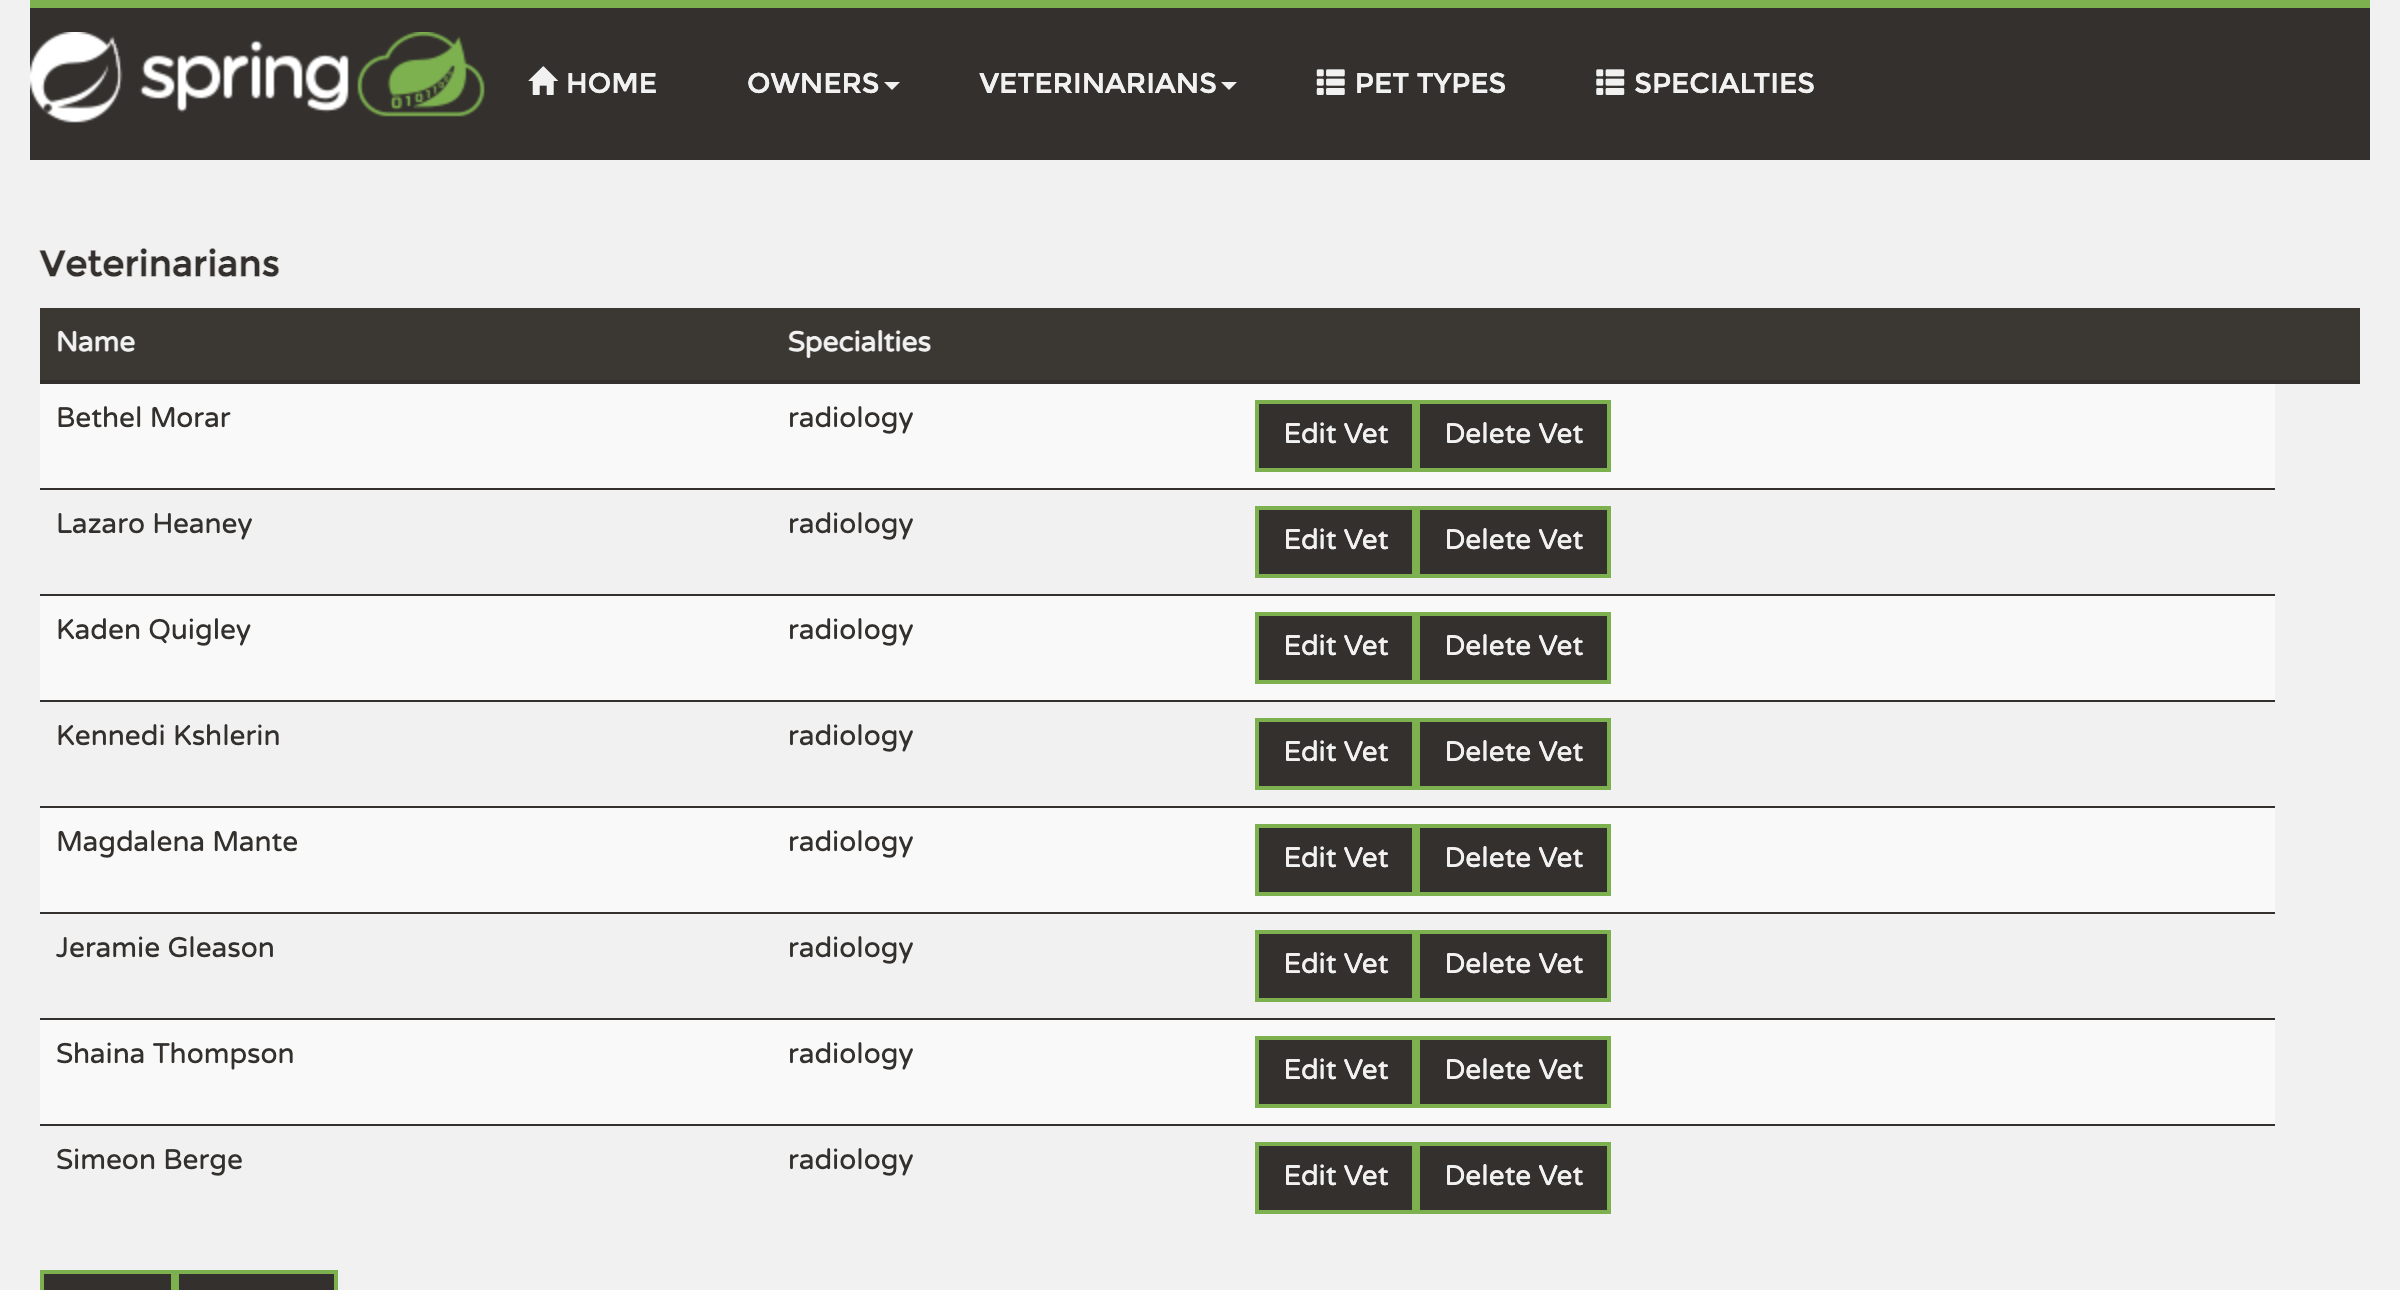 spring HOME OWNERS VETERINARIANS PET TYPES SPECIALTIES
Veterinarians
Name Specialties
Bethel Morar radiology Edit Vet Delete Vet
Lazaro Heaney radiology Edit Vet Delete Vet
Kaden Quigley radiology Edit Vet Delete Vet
Kennedi Kshlerin radiology Edit Vet Delete Vet
Magdalena Mante radiology Edit Vet Delete Vet
Jeramie Gleason radiology Edit Vet Delete Vet
Shaina Thompson radiology Edit Vet Delete Vet
Simeon Berge radiology Edit Vet Delete Vet